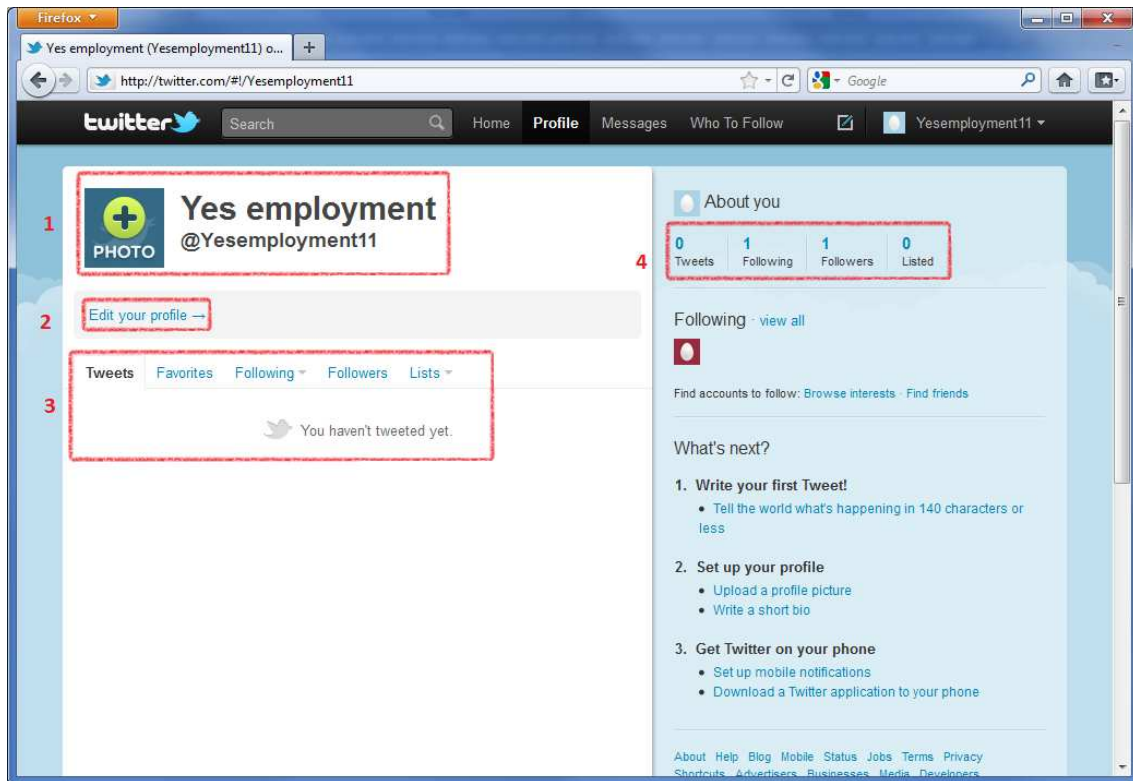 Firefox
Yes employment (Yesemployment11) o...
http://twitter.com/#!/Yesemployment11
Google
twitter
Search
Home Profile Messages Who To Follow
Yesemployment11
1
PHOTO
Yes employment
@Yesemployment11
2
Edit your profile →
3
Tweets Favorites Following Followers Lists
You haven't tweeted yet.
About you
4
0 1 1 0
Tweets Following Followers Listed
Following · view all
Find accounts to follow: Browse interests · Find friends
What's next?
1. Write your first Tweet!
• Tell the world what's happening in 140 characters or
less
2. Set up your profile
• Upload a profile picture
• Write a short bio
3. Get Twitter on your phone
• Set up mobile notifications
• Download a Twitter application to your phone
About Help Blog Mobile Status Jobs Terms Privacy
Shortcuts Advertisers Businesses Media Developers